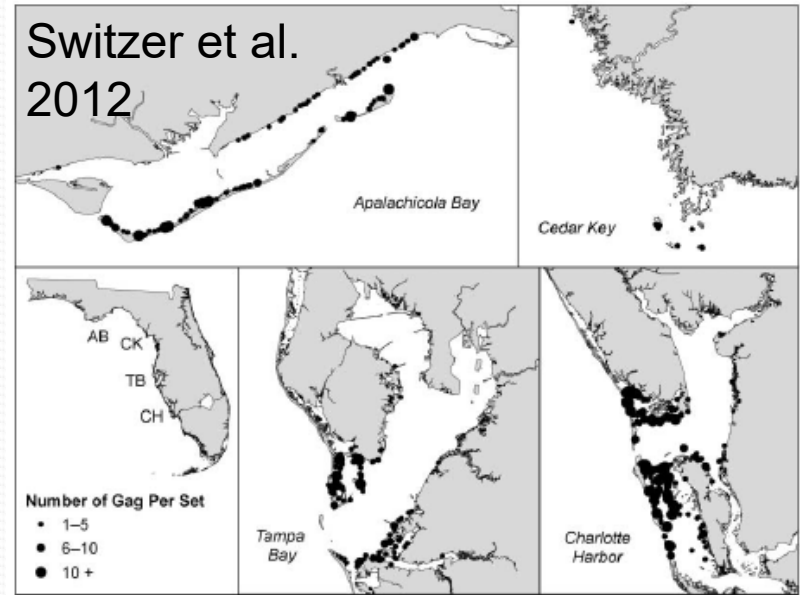 Switzer et al.
2012
Apalachicola Bay
Cedar Key
AB
CK
TB
CH
Number of Gag Per Set
1–5
6–10
10 +
Tampa
Bay
Charlotte
Harbor